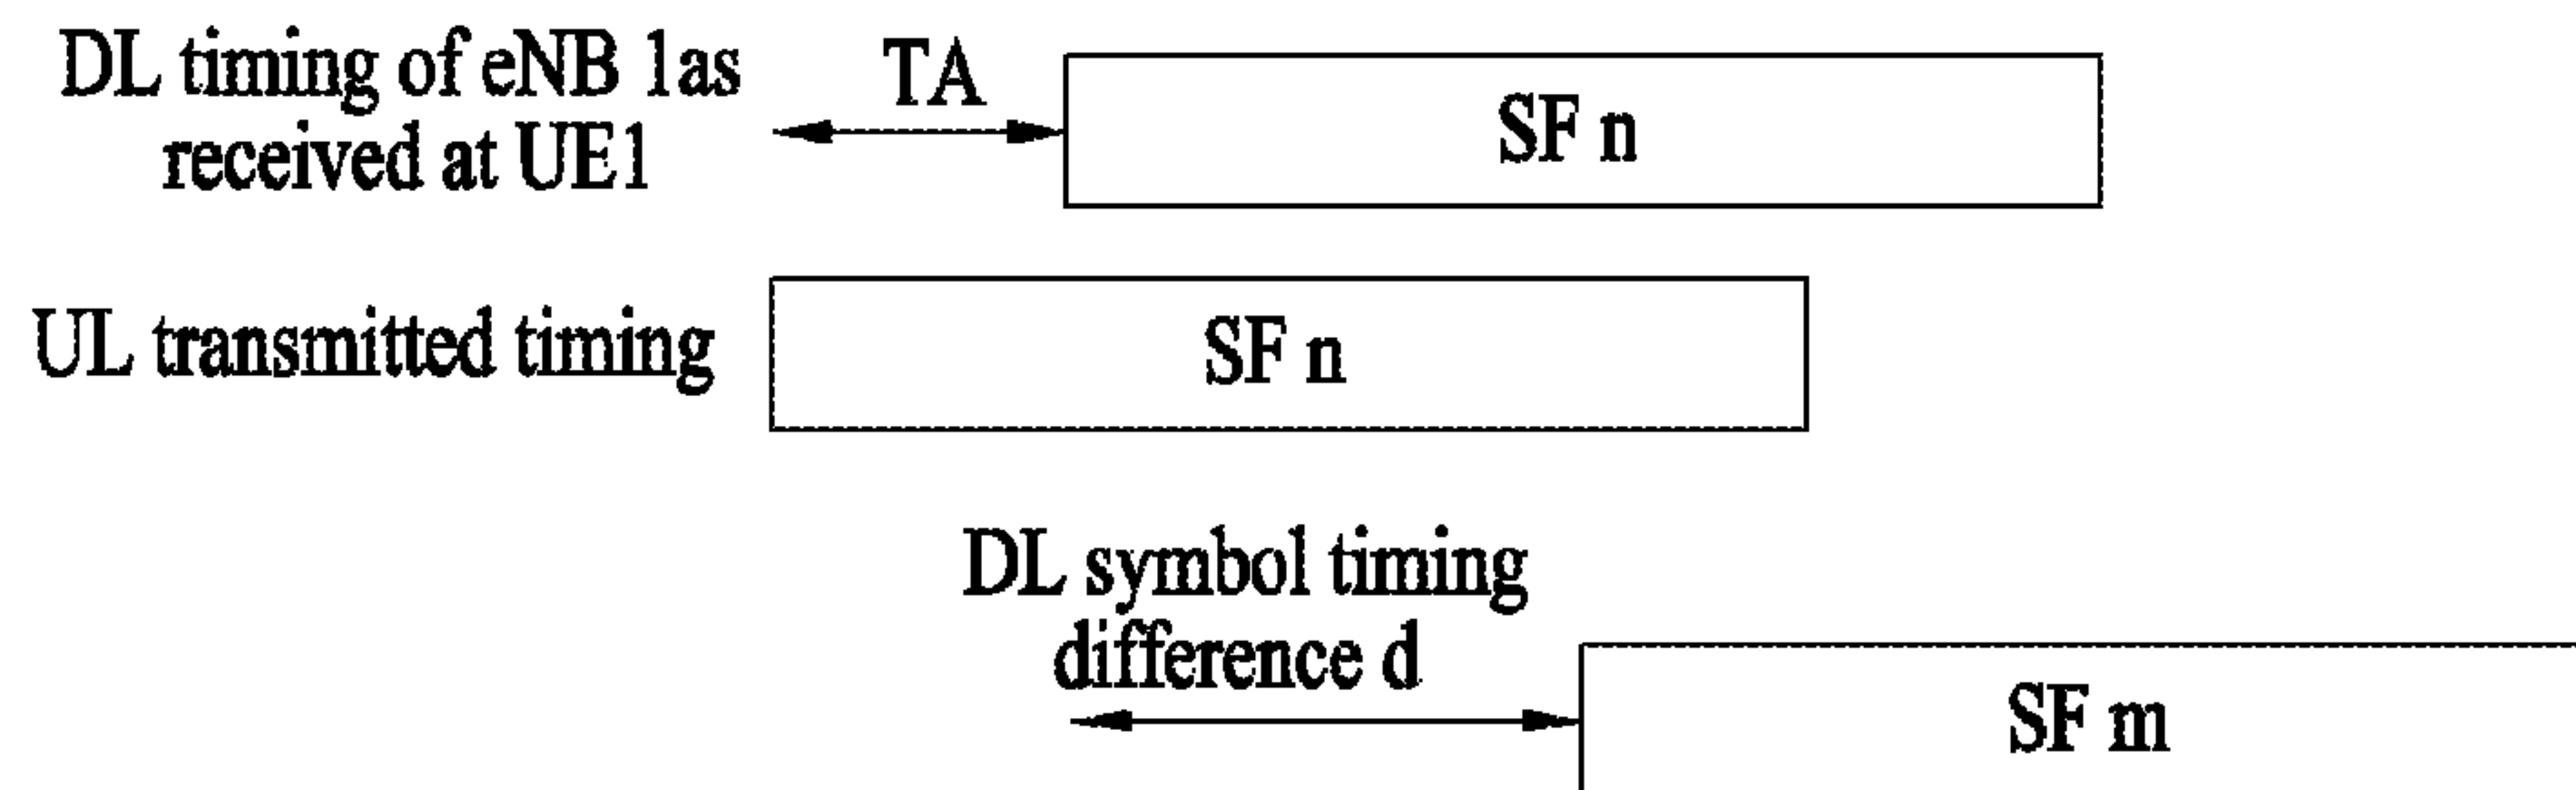 DL timing of eNB 1as
received at UE1
TA
SF n
UL transmitted timing
SF n
DL symbol timing
difference d
SF m